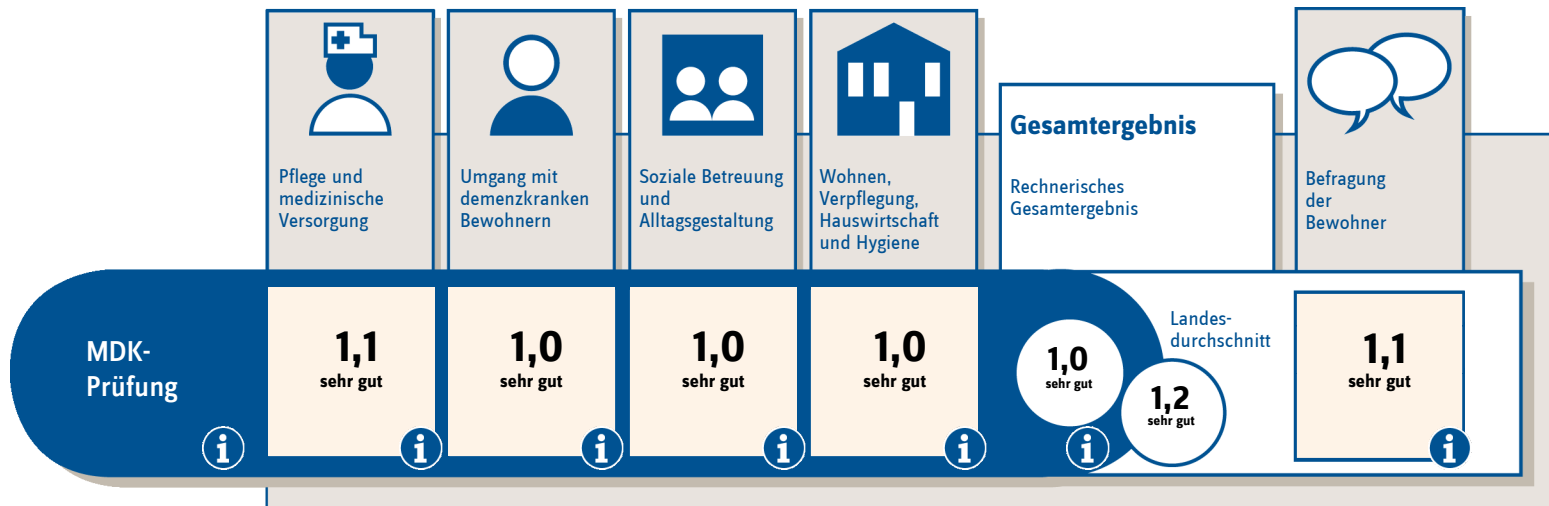 Pflege und
medizinische
Versorgung
Umgang mit
demenzkranken
Bewohnern
Soziale Betreuung
und
Alltagsgestaltung
Wohnen,
Verpflegung,
Hauswirtschaft
und Hygiene
Gesamtergebnis
Rechnerisches
Gesamtergebnis
Befragung
der
Bewohner
MDK-
Prüfung
i
1,1
sehr gut
i
1,0
sehr gut
i
1,0
sehr gut
i
1,0
sehr gut
i
1,0
sehr gut
i
Landes-
durchschnitt
1,2
sehr gut
1,1
sehr gut
i